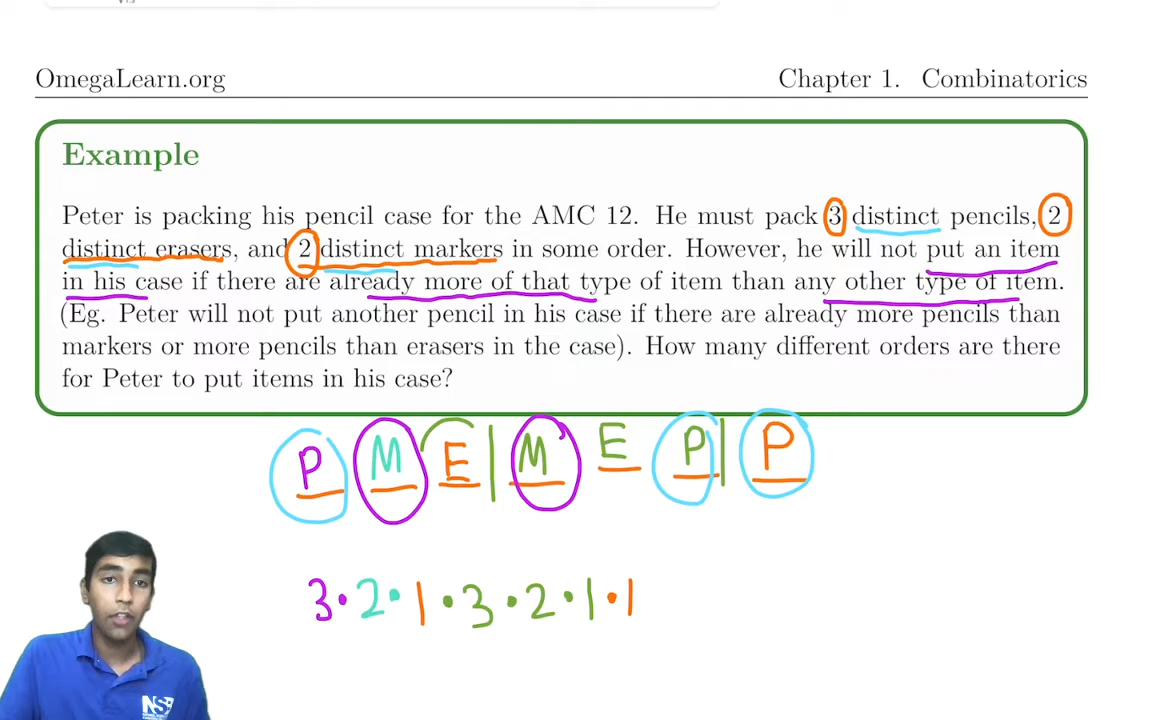 OmegaLearn.org Chapter 1. Combinatorics
Example
Peter is packing his pencil case for the AMC 12. He must pack 3 distinct pencils, 2
distinct erasers, and 2 distinct markers in some order. However, he will not put an item
in his case if there are already more of that type of item than any other type of item.
(Eg. Peter will not put another pencil in his case if there are already more pencils than
markers or more pencils than erasers in the case). How many different orders are there
for Peter to put items in his case?
P M E | M E P | P
3 · 2 · 1 · 3 · 2 · 1 · 1